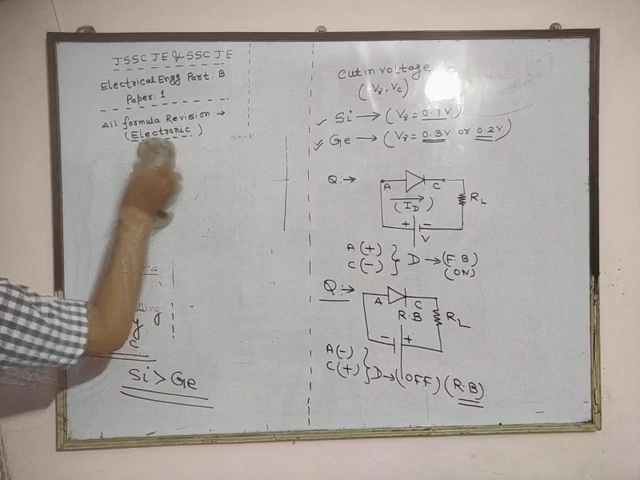 JSSC JE & SSC JE
Electrical Engg Part: B
Paper: 1
All formula Revision :→
(Electronic)
Si > Ge
Cut in voltage
(Vγ, Vc)
✓ Si → (Vγ = 0.7V)
✓ Ge → (Vγ = 0.3V or 0.2V)
Q:→
A C
RL
(ID)
+ −
V
A (+)
C (−) } D → (F.B)
(ON)
Q:→
A C
R.B
RL
− +
A (−)
C (+) } D → (OFF) (R.B)